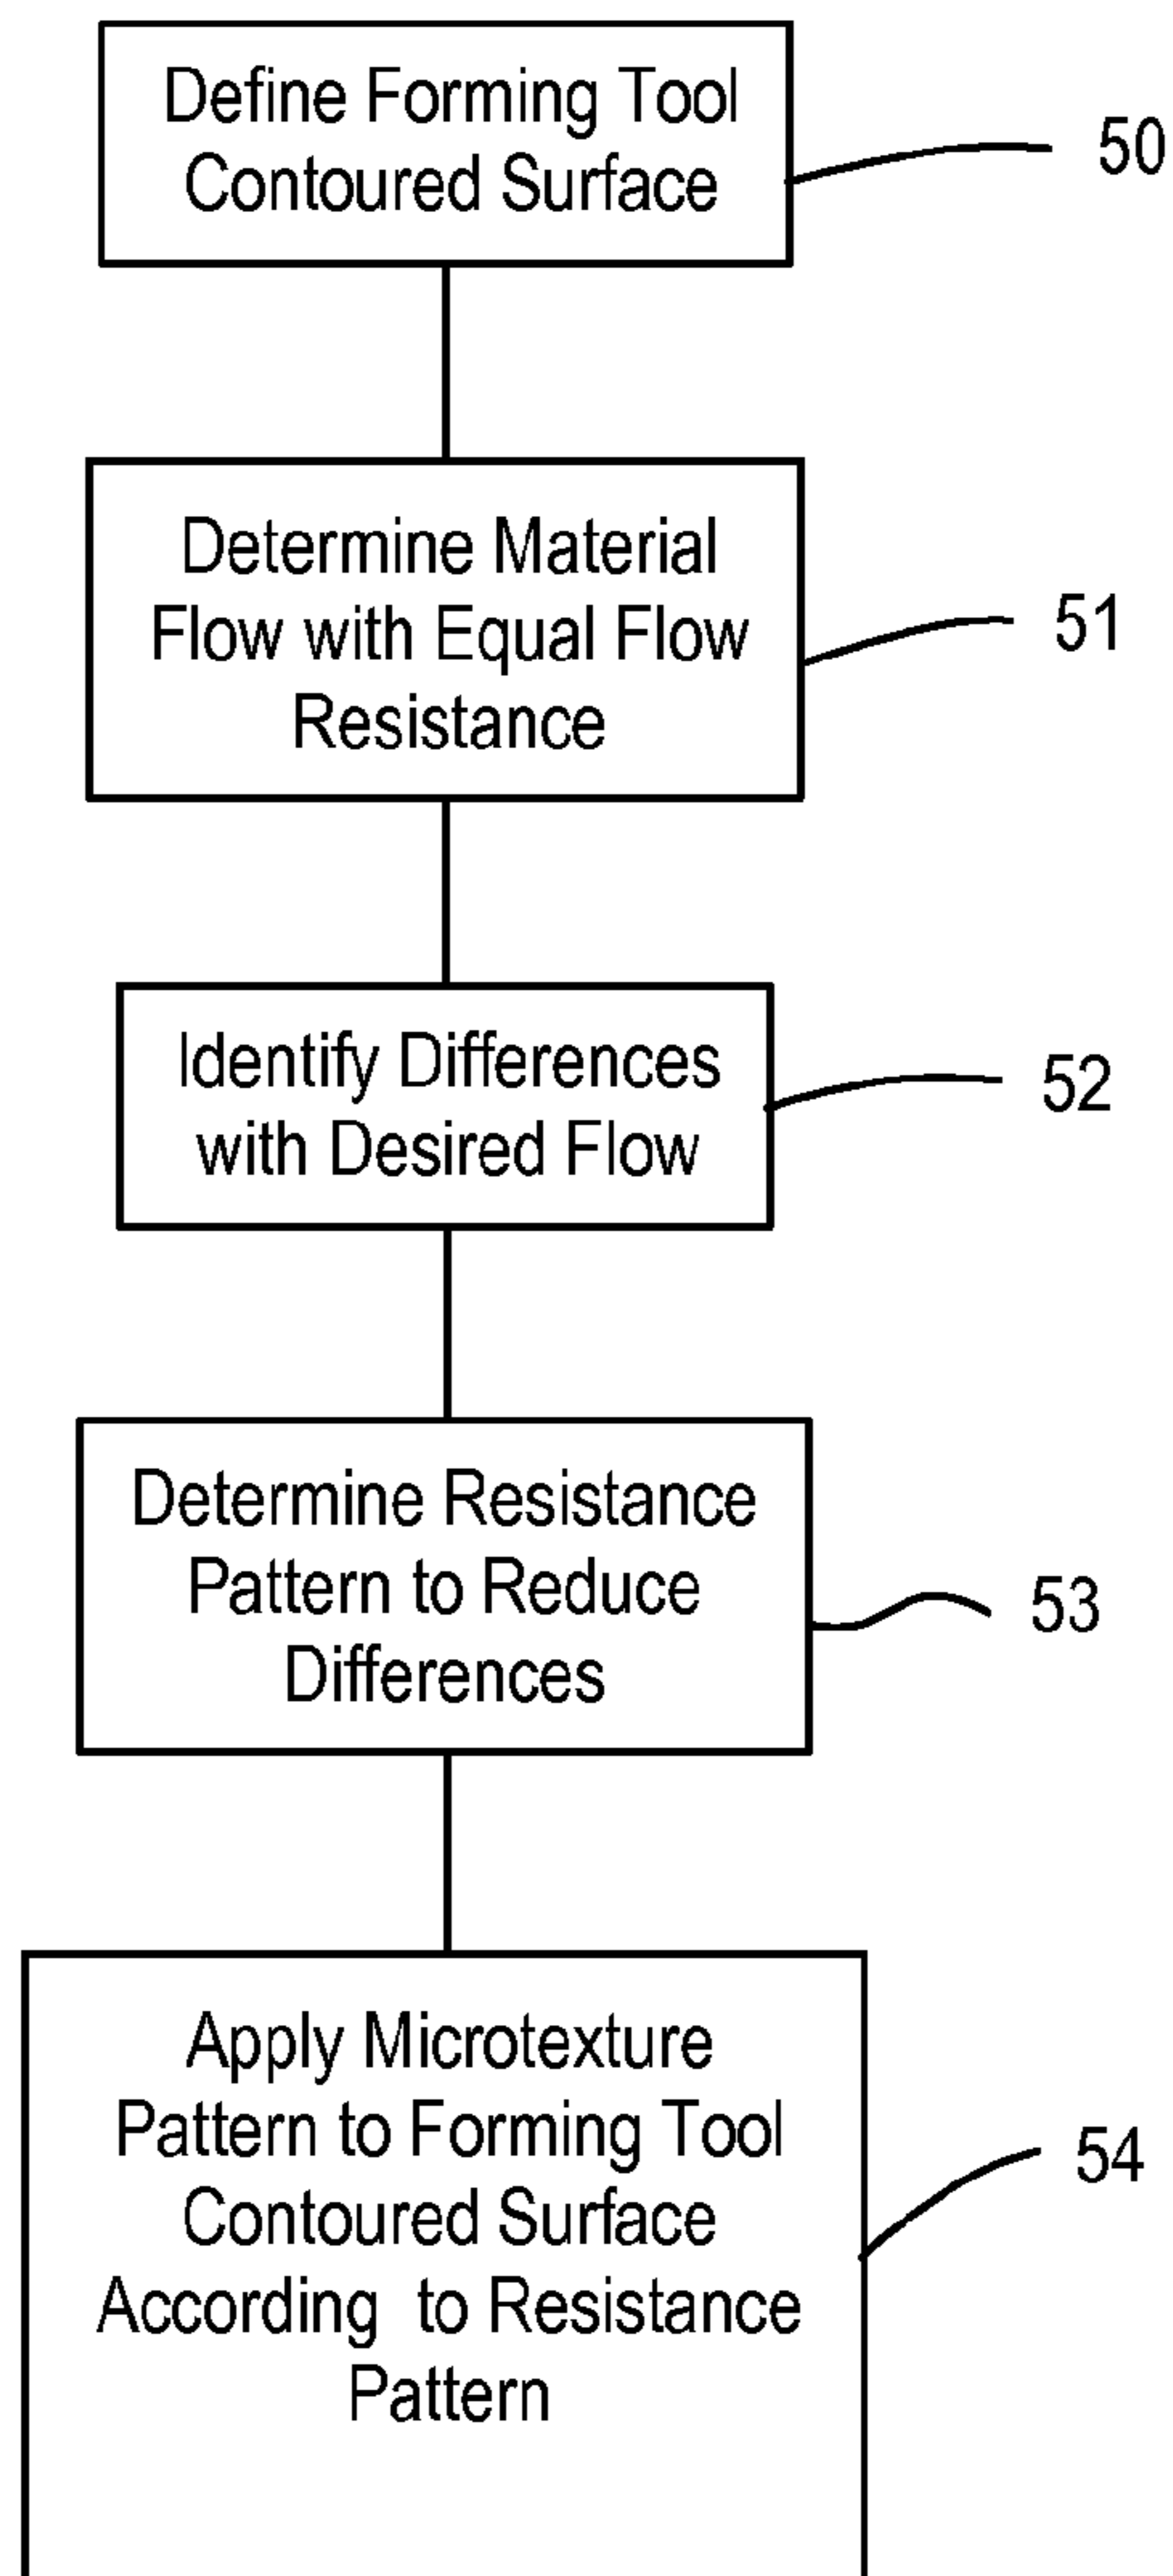 Define Forming Tool
Contoured Surface
50
Determine Material
Flow with Equal Flow
Resistance
51
Identify Differences
with Desired Flow
52
Determine Resistance
Pattern to Reduce
Differences
53
Apply Microtexture
Pattern to Forming Tool
Contoured Surface
According to Resistance
Pattern
54